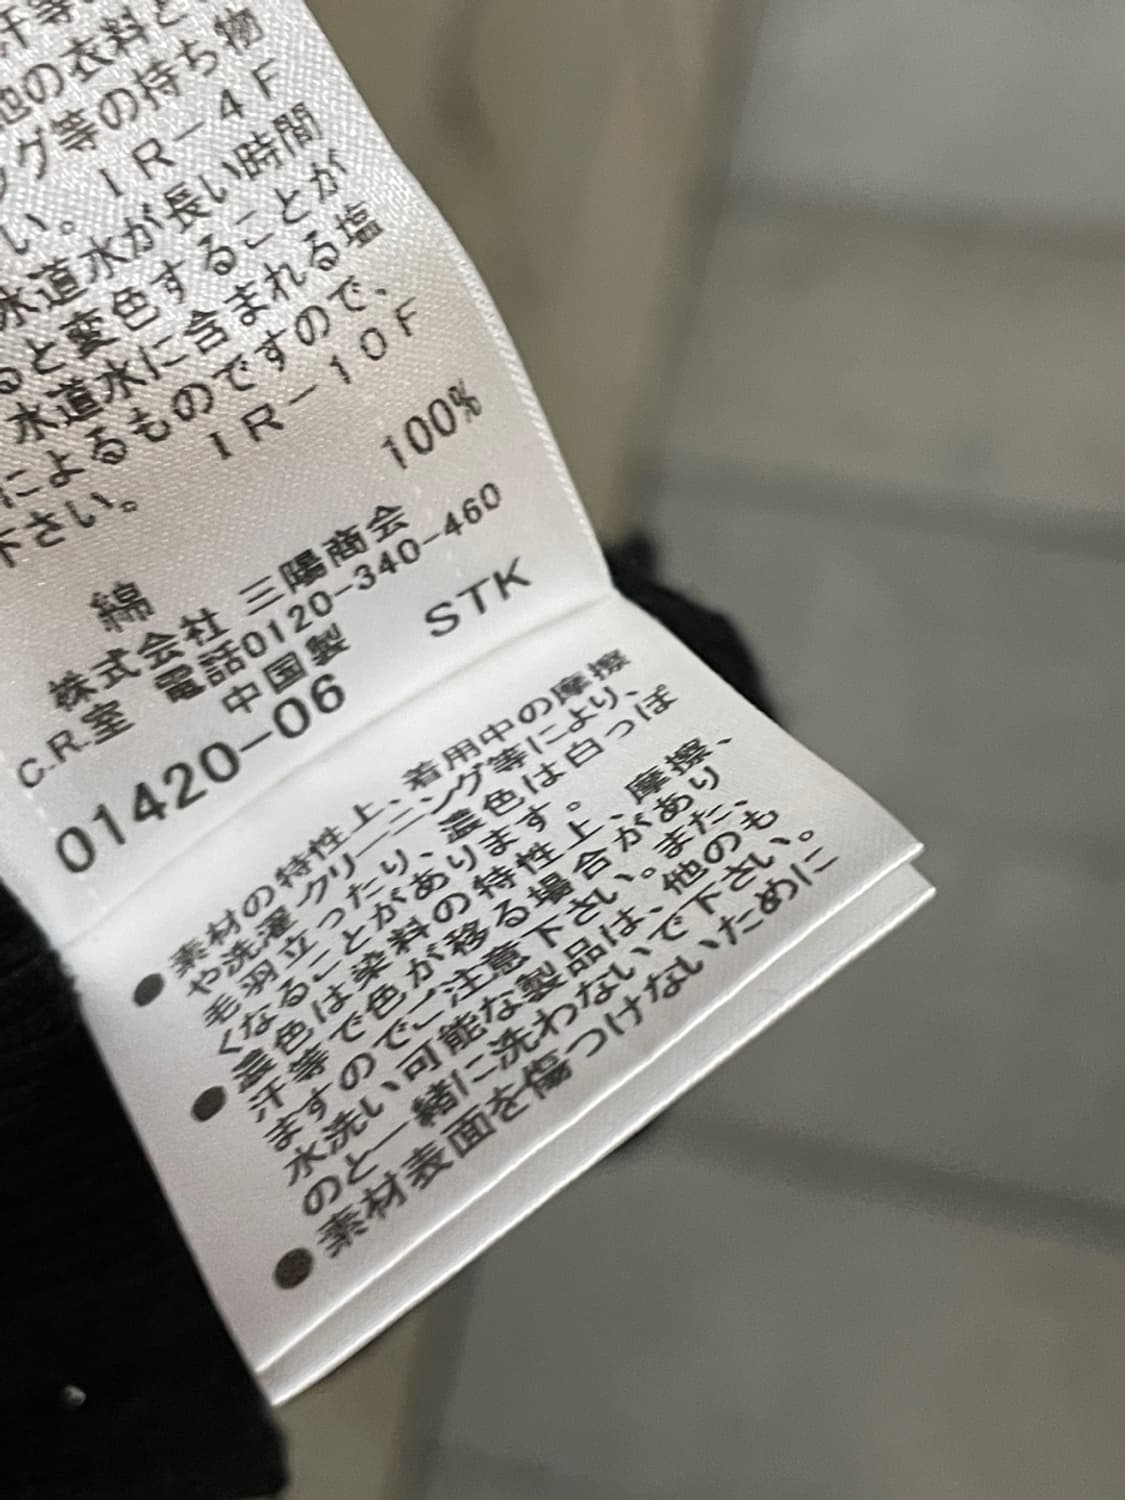 汗等
他の衣料と
ング等の持ち物
い。IR-4F
水道水が長い時間
ると変色することが
水道水に含まれる塩
によるものですので、
下さい。 IR-10F
綿 100%
株式会社 三陽商会
C.R.室 電話0120-340-460
中国製 STK
01420-06
●素材の特性上、着用中の摩擦
や洗濯クリーニング等により、
毛羽立ったり、濃色は白っぽ
くなることがあります。
●濃色は染料の特性上、摩擦、
汗等で色が移る場合があり
ますのでご注意下さい。また、
水洗い可能な製品は、他のも
のと一緒に洗わないで下さい。
●素材表面を傷つけないために